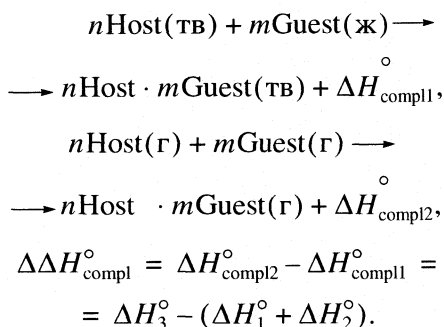 nHost(тв) + mGuest(ж) ⟶
⟶ nHost · mGuest(тв) + ΔH°compl1,
nHost(г) + mGuest(г) ⟶
⟶ nHost · mGuest(г) + ΔH°compl2,
ΔΔH°compl = ΔH°compl2 – ΔH°compl1 =
= ΔH°3 – (ΔH°1 + ΔH°2).